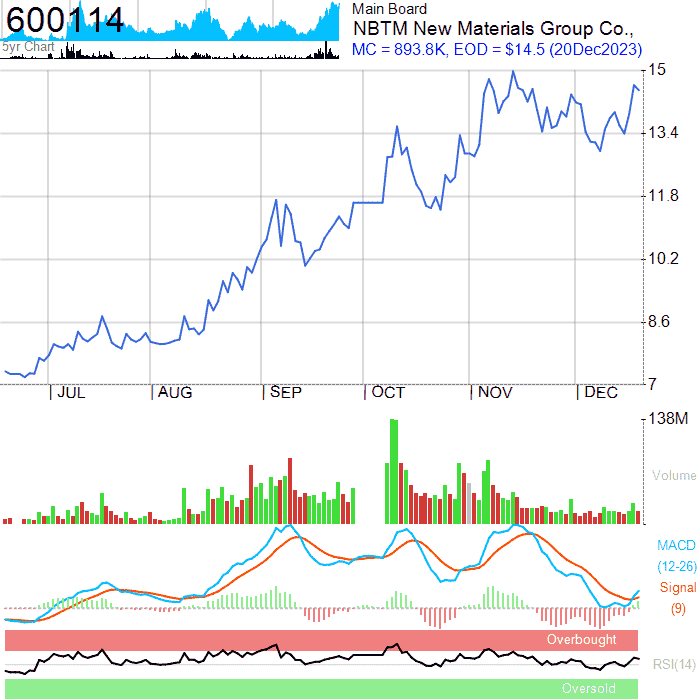 600114
Main Board
NBTM New Materials Group Co.,
5yr Chart
MC = 893.8K, EOD = $14.5 (20Dec2023)
15
13.4
11.8
10.2
8.6
7
JUL
AUG
SEP
OCT
NOV
DEC
138M
Volume
MACD
(12-26)
Signal
(9)
Overbought
RSI(14)
Oversold